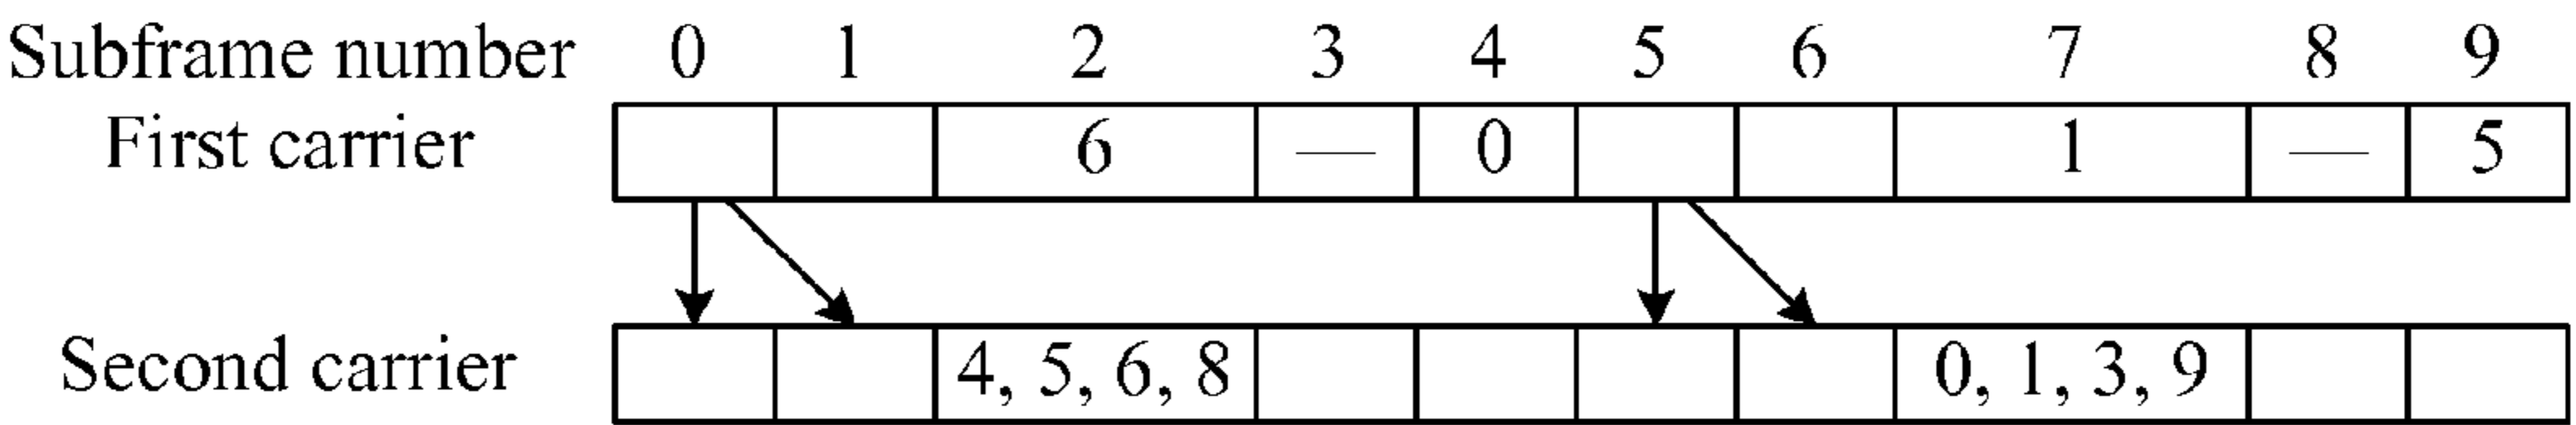 Subframe number 0 1 2 3 4 5 6 7 8 9
First carrier 6 — 0 1 — 5
Second carrier 4, 5, 6, 8 0, 1, 3, 9